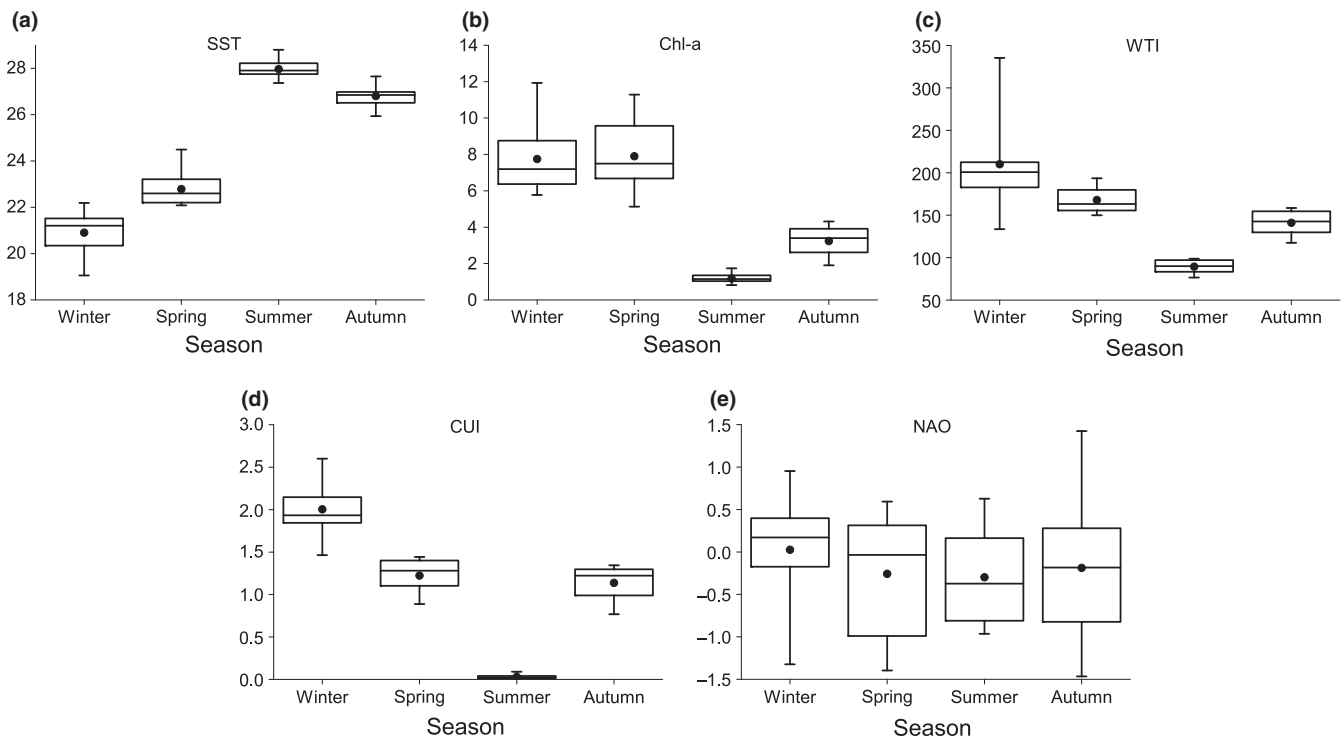 (a)
SST
28
26
24
22
20
18
Winter Spring Summer Autumn
Season
(b)
Chl-a
14
12
10
8
6
4
2
0
Winter Spring Summer Autumn
Season
(c)
WTI
350
300
250
200
150
100
50
Winter Spring Summer Autumn
Season
(d)
CUI
3.0
2.5
2.0
1.5
1.0
0.5
0.0
Winter Spring Summer Autumn
Season
(e)
NAO
1.5
1.0
0.5
0.0
−0.5
−1.0
−1.5
Winter Spring Summer Autumn
Season